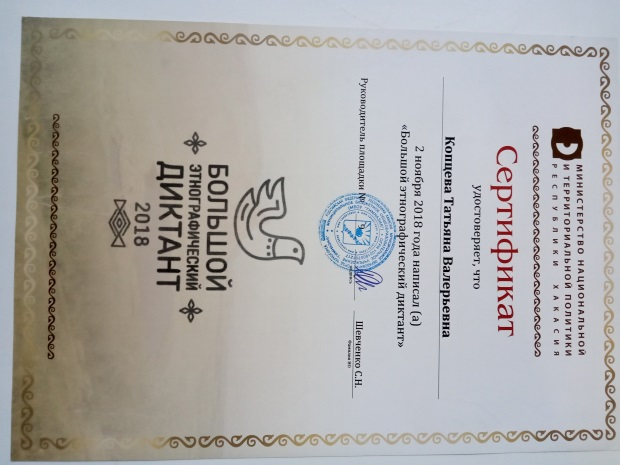 МИНИСТЕРСТВО НАЦИОНАЛЬНОЙ
И ТЕРРИТОРИАЛЬНОЙ ПОЛИТИКИ
РЕСПУБЛИКИ ХАКАСИЯ
Сертификат
удостоверяет, что
Копцева Татьяна Валерьевна
2 ноября 2018 года написал (а)
«Большой этнографический диктант»
Руководитель площадки №
Шевченко С.Н.
БОЛЬШОЙ
ЭТНОГРАФИЧЕСКИЙ
ДИКТАНТ
2018